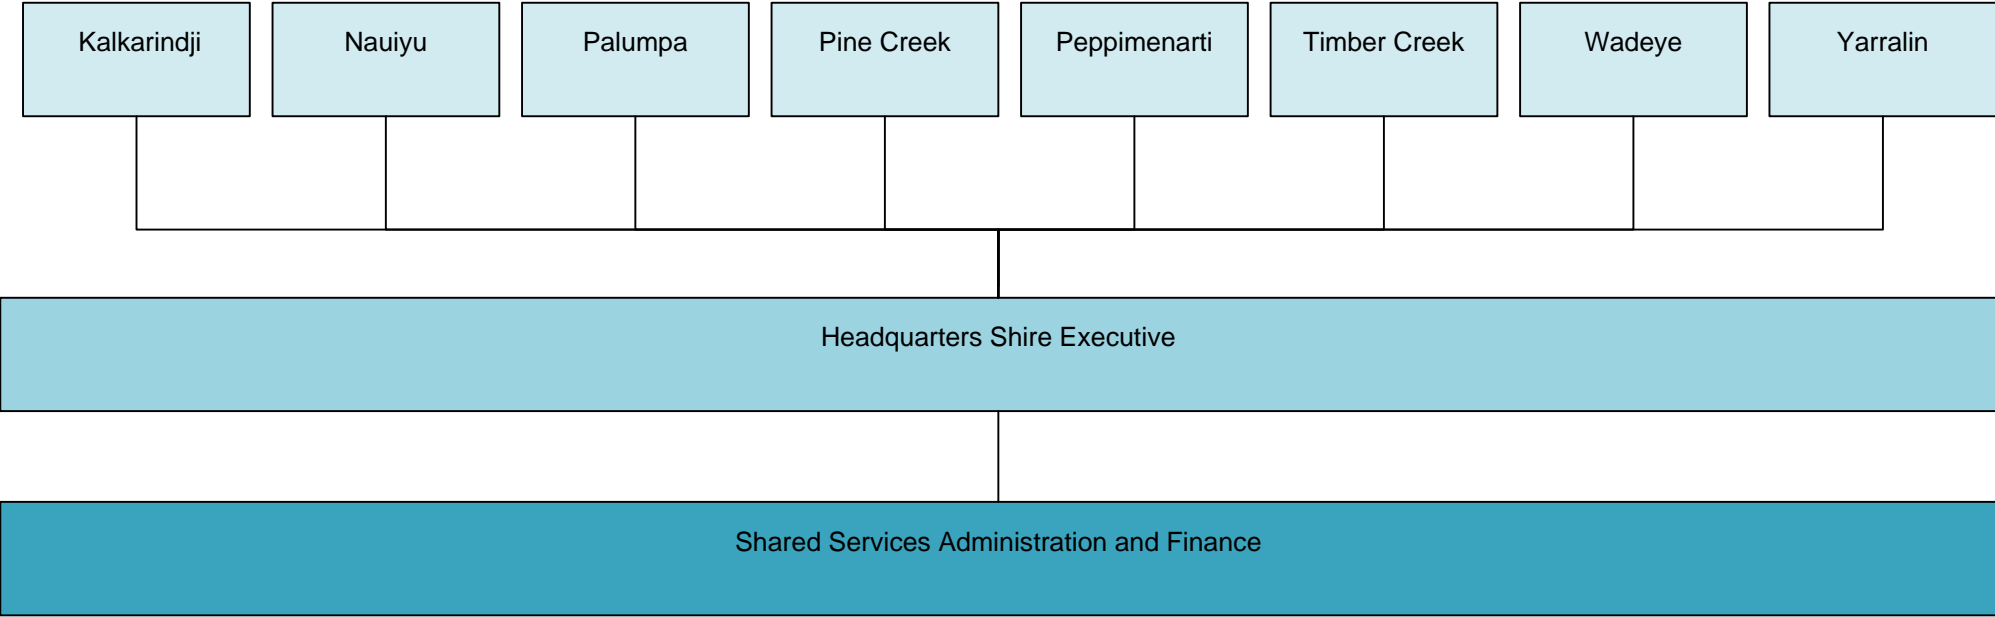 Kalkarindji
Nauiyu
Palumpa
Pine Creek
Peppimenarti
Timber Creek
Wadeye
Yarralin
Headquarters Shire Executive
Shared Services Administration and Finance